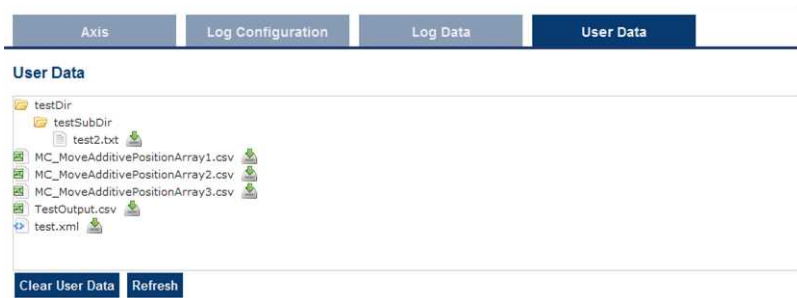 Axis Log Configuration Log Data User Data
User Data
testDir
testSubDir
test2.txt
MC_MoveAdditivePositionArray1.csv
MC_MoveAdditivePositionArray2.csv
MC_MoveAdditivePositionArray3.csv
TestOutput.csv
test.xml
Clear User Data Refresh